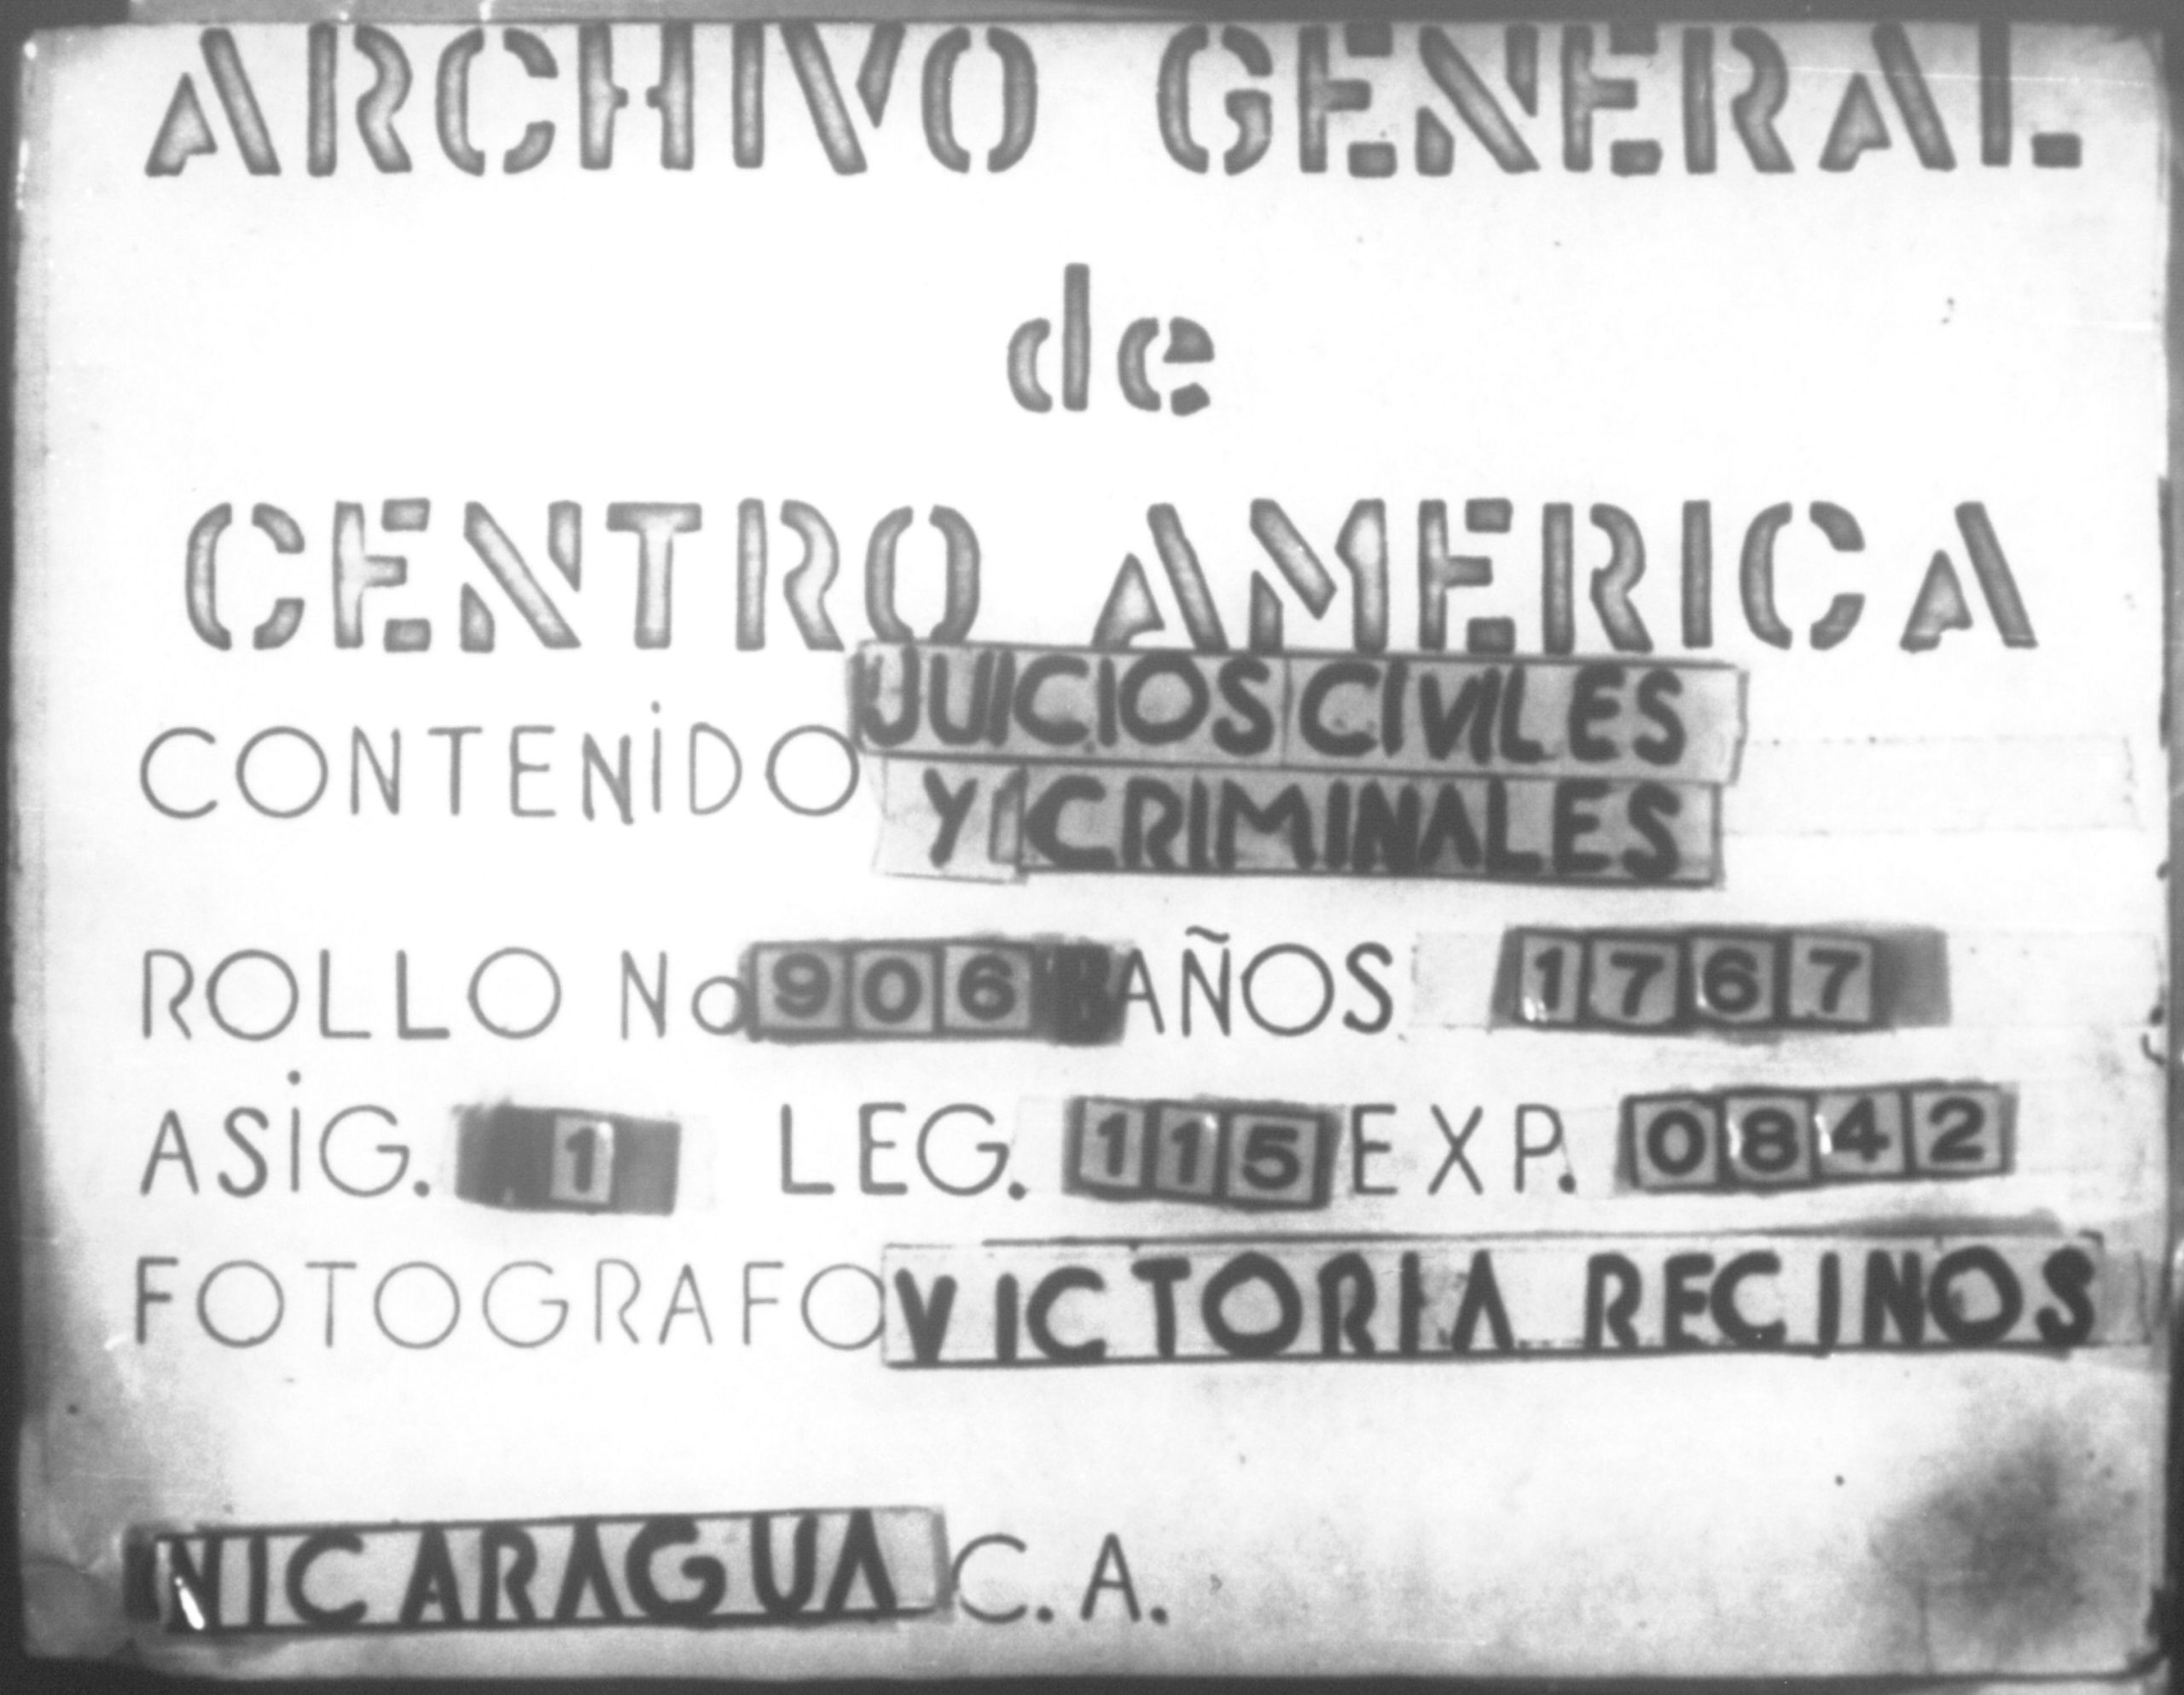 ARCHIVO GENERAL
de
CENTRO AMERICA
CONTENIDO JUICIOS CIVILES
Y CRIMINALES
ROLLO No 906 AÑOS 1767
ASIG. 1 LEG. 115 EXP. 0842
FOTOGRAFO VICTORIA RECINOS
NICARAGUA C.A.